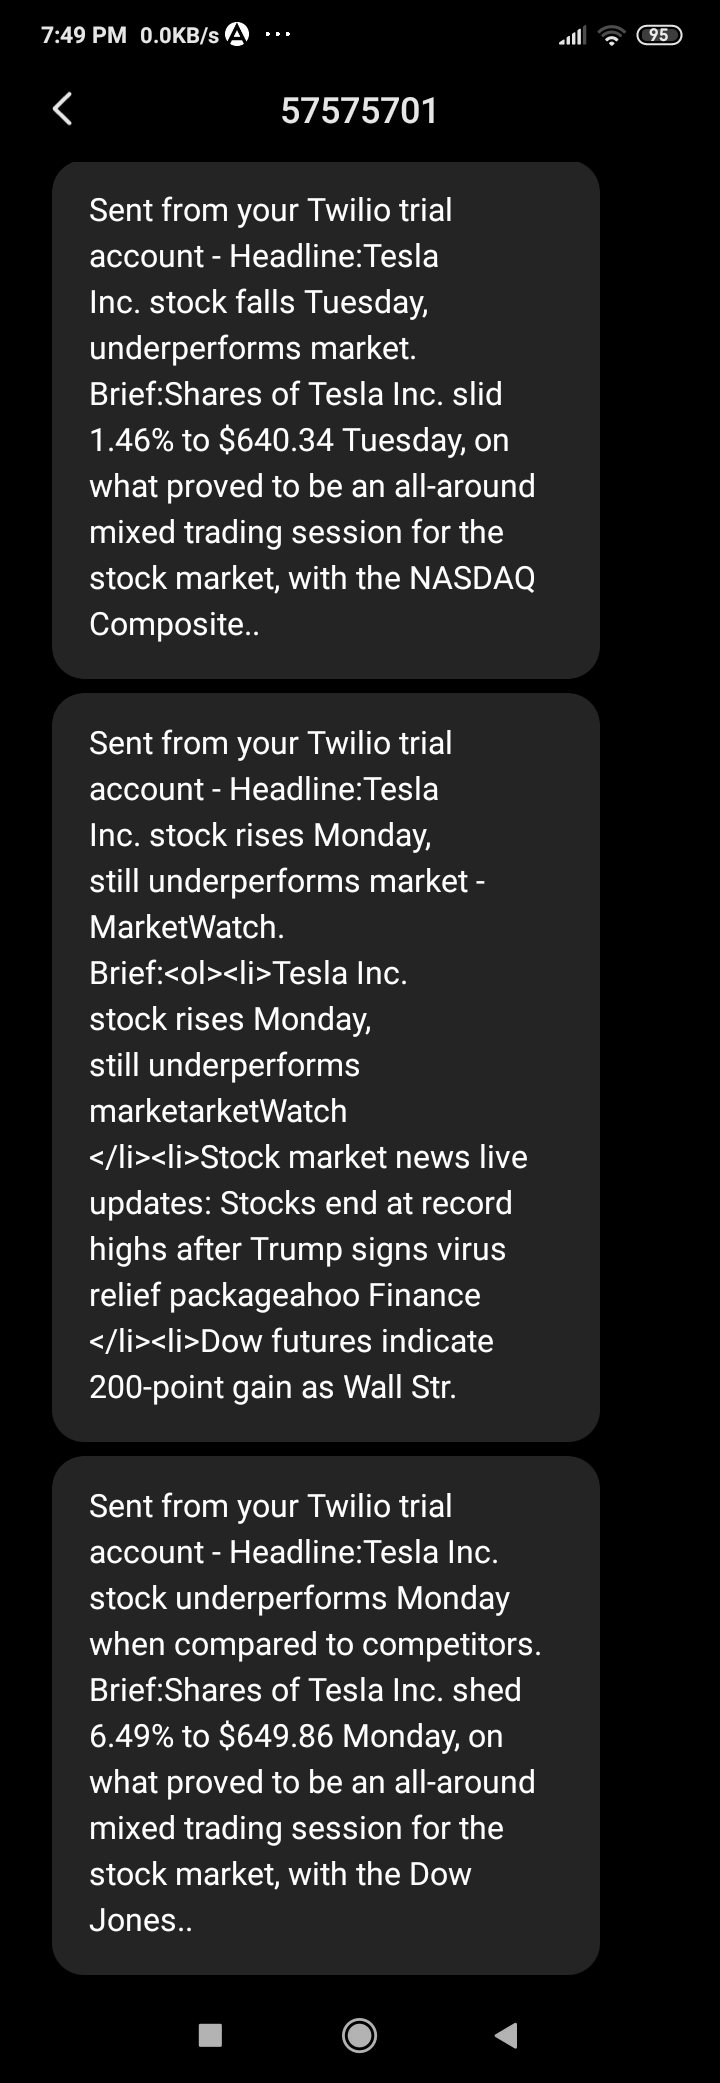 7:49 PM 0.0KB/s ...
95
57575701
Sent from your Twilio trial
account - Headline:Tesla
Inc. stock falls Tuesday,
underperforms market.
Brief:Shares of Tesla Inc. slid
1.46% to $640.34 Tuesday, on
what proved to be an all-around
mixed trading session for the
stock market, with the NASDAQ
Composite..
Sent from your Twilio trial
account - Headline:Tesla
Inc. stock rises Monday,
still underperforms market -
MarketWatch.
Brief:<ol><li>Tesla Inc.
stock rises Monday,
still underperforms
marketarketWatch
</li><li>Stock market news live
updates: Stocks end at record
highs after Trump signs virus
relief packageahoo Finance
</li><li>Dow futures indicate
200-point gain as Wall Str.
Sent from your Twilio trial
account - Headline:Tesla Inc.
stock underperforms Monday
when compared to competitors.
Brief:Shares of Tesla Inc. shed
6.49% to $649.86 Monday, on
what proved to be an all-around
mixed trading session for the
stock market, with the Dow
Jones..